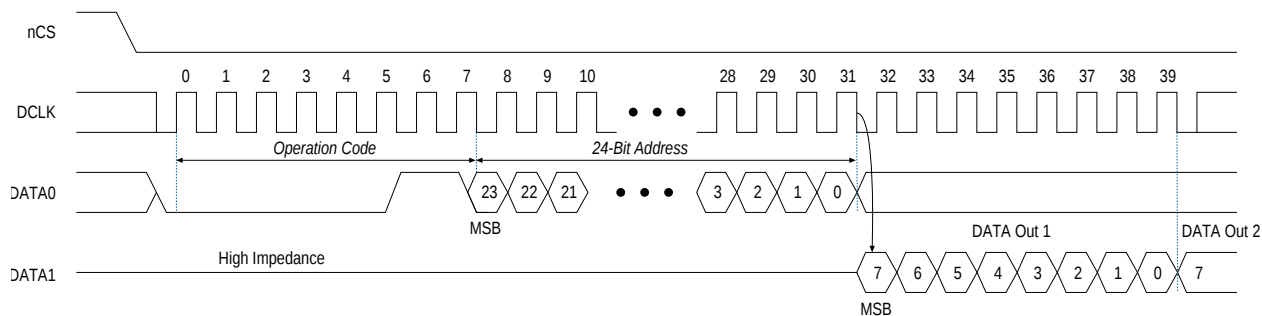 nCS
0 1 2 3 4 5 6 7 8 9 10 28 29 30 31 32 33 34 35 36 37 38 39
DCLK
Operation Code 24-Bit Address
DATA0 23 22 21 3 2 1 0
MSB DATA Out 1 DATA Out 2
High Impedance
DATA1 7 6 5 4 3 2 1 0 7
MSB